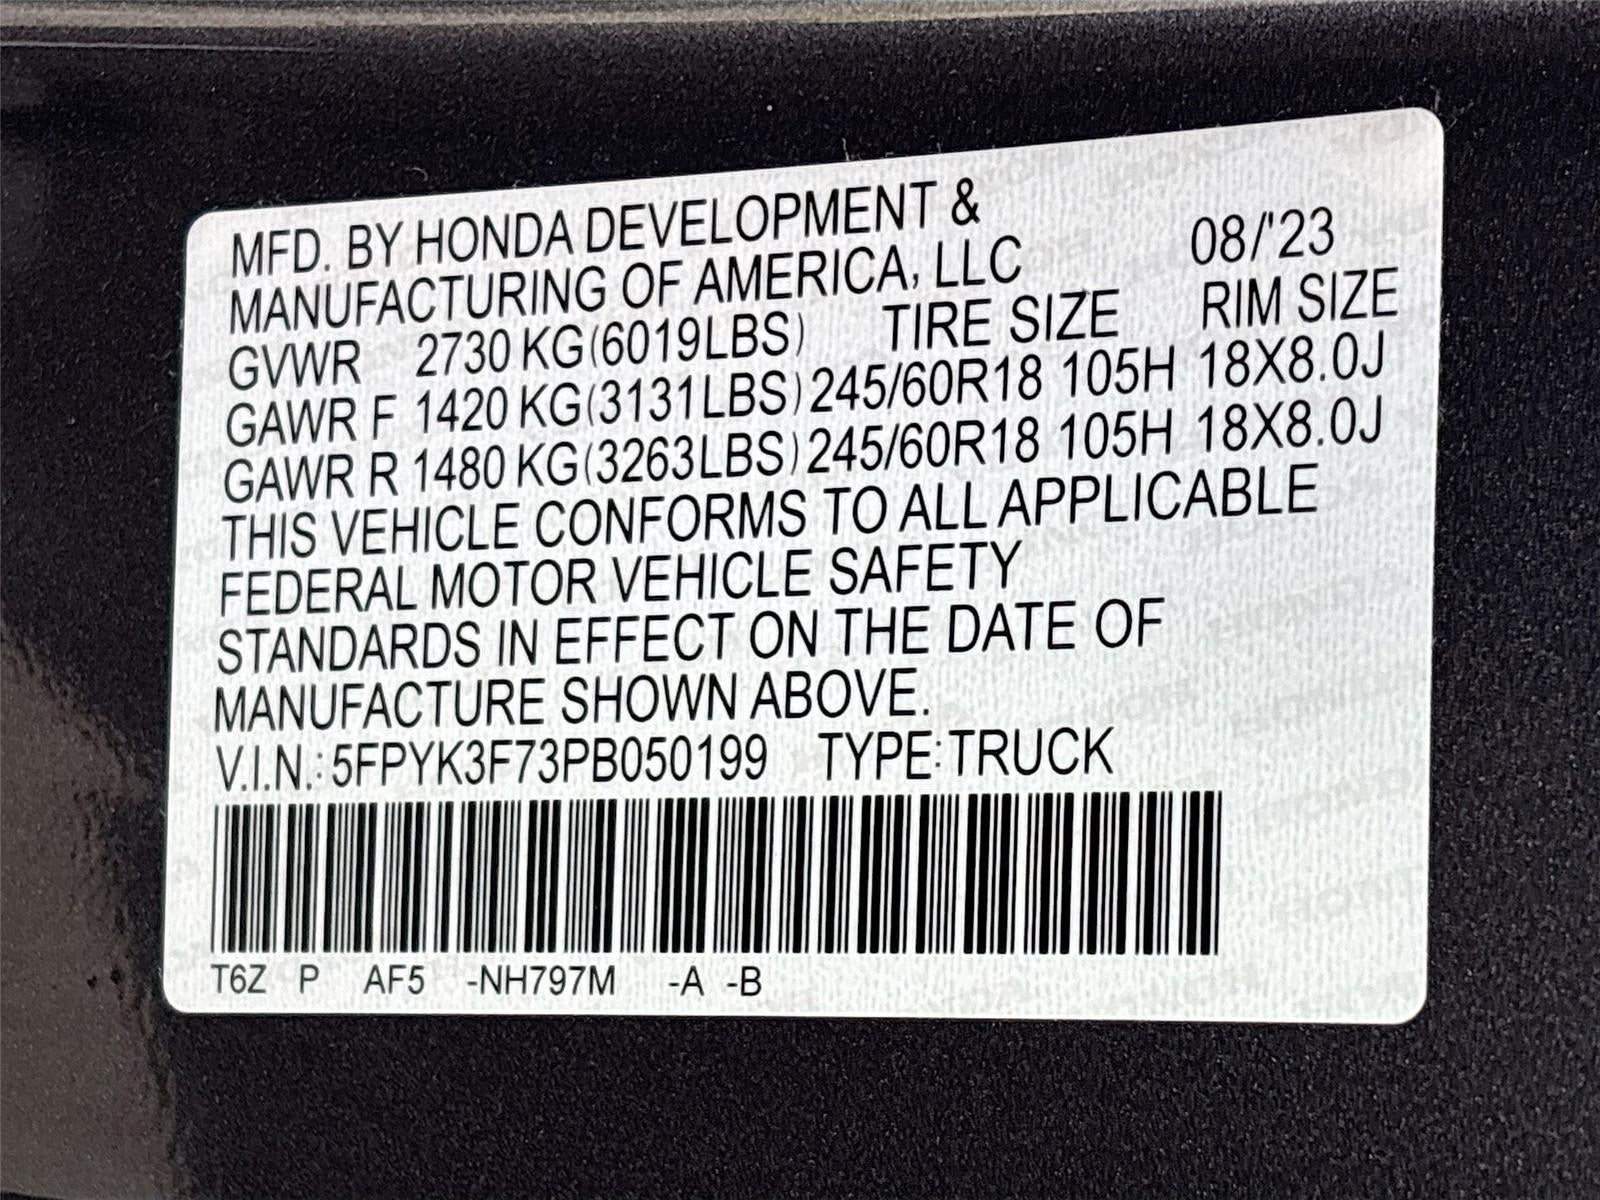 MFD. BY HONDA DEVELOPMENT &
MANUFACTURING OF AMERICA, LLC 08/'23
GVWR 2730 KG(6019LBS) TIRE SIZE RIM SIZE
GAWR F 1420 KG(3131LBS) 245/60R18 105H 18X8.0J
GAWR R 1480 KG(3263LBS) 245/60R18 105H 18X8.0J
THIS VEHICLE CONFORMS TO ALL APPLICABLE
FEDERAL MOTOR VEHICLE SAFETY
STANDARDS IN EFFECT ON THE DATE OF
MANUFACTURE SHOWN ABOVE.
V.I.N.: 5FPYK3F73PB050199 TYPE:TRUCK
T6Z P AF5 -NH797M -A -B